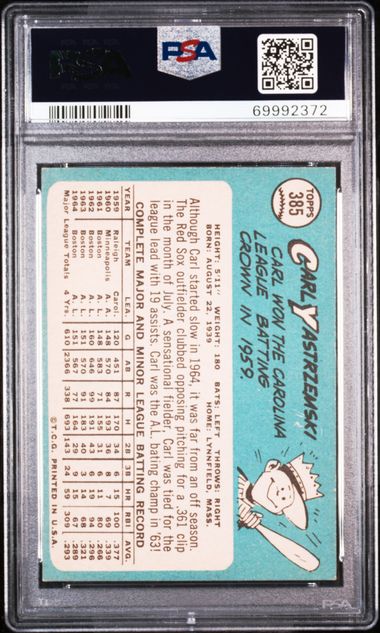 PSA
PSA
69992372
TOPPS
385
CARL YASTRZEMSKI
CARL WON THE CAROLINA
LEAGUE BATTING
CROWN IN 1959.
HEIGHT: 5'11" WEIGHT: 180 BATS: LEFT THROWS: RIGHT
BORN: AUGUST 22, 1939 HOME: LYNNFIELD, MASS.
Although Carl started slow in 1964, it was far from an off season.
The Red Sox outfielder clubbed opposing pitching for a .361 clip
in the month of July. A sensational fielder, Carl was tied for the
league lead with 19 assists. Carl was the A.L. bating champ in '63!
COMPLETE MAJOR AND MINOR LEAGUE BATTING RECORD
YEAR TEAM LEA. G AB R H 2B 3B HR RBI AVG.
1959 Raleigh Carol. 120 451 87 170 34 6 15 100 .377
1960 Minneapolis A.A. 148 570 84 193 36 8 7 69 .339
1961 Boston A.L. 148 583 71 155 31 6 11 80 .266
1962 Boston A.L. 160 646 99 191 43 6 19 94 .296
1963 Boston A.L. 151 570 91 183 40 3 14 68 .321
1964 Boston A.L. 151 567 77 164 29 9 15 67 .289
Major League Totals 4 Yrs. 610 2366 338 693 143 24 59 309 .293
© T.C.G. PRINTED IN U.S.A.